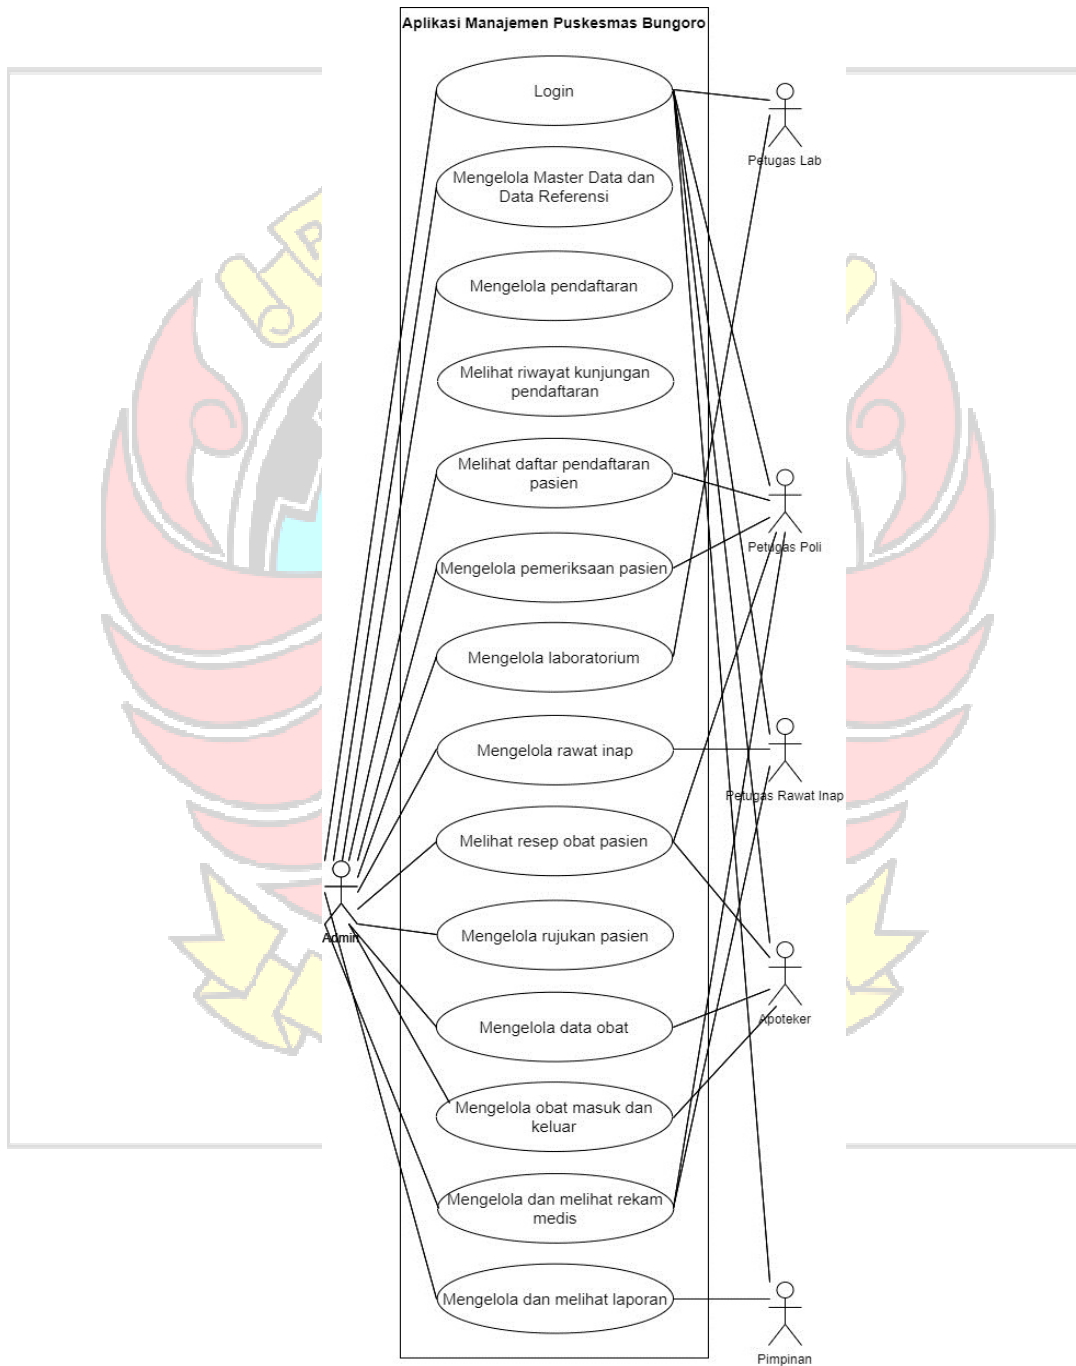 Aplikasi Manajemen Puskesmas Bungoro
Login
Petugas Lab
Mengelola Master Data dan
Data Referensi
Mengelola pendaftaran
Melihat riwayat kunjungan
pendaftaran
Melihat daftar pendaftaran
pasien
Petugas Poli
Mengelola pemeriksaan pasien
Mengelola laboratorium
Mengelola rawat inap
Petugas Rawat Inap
Melihat resep obat pasien
Admin
Mengelola rujukan pasien
Mengelola data obat
Apoteker
Mengelola obat masuk dan
keluar
Mengelola dan melihat rekam
medis
Mengelola dan melihat laporan
Pimpinan